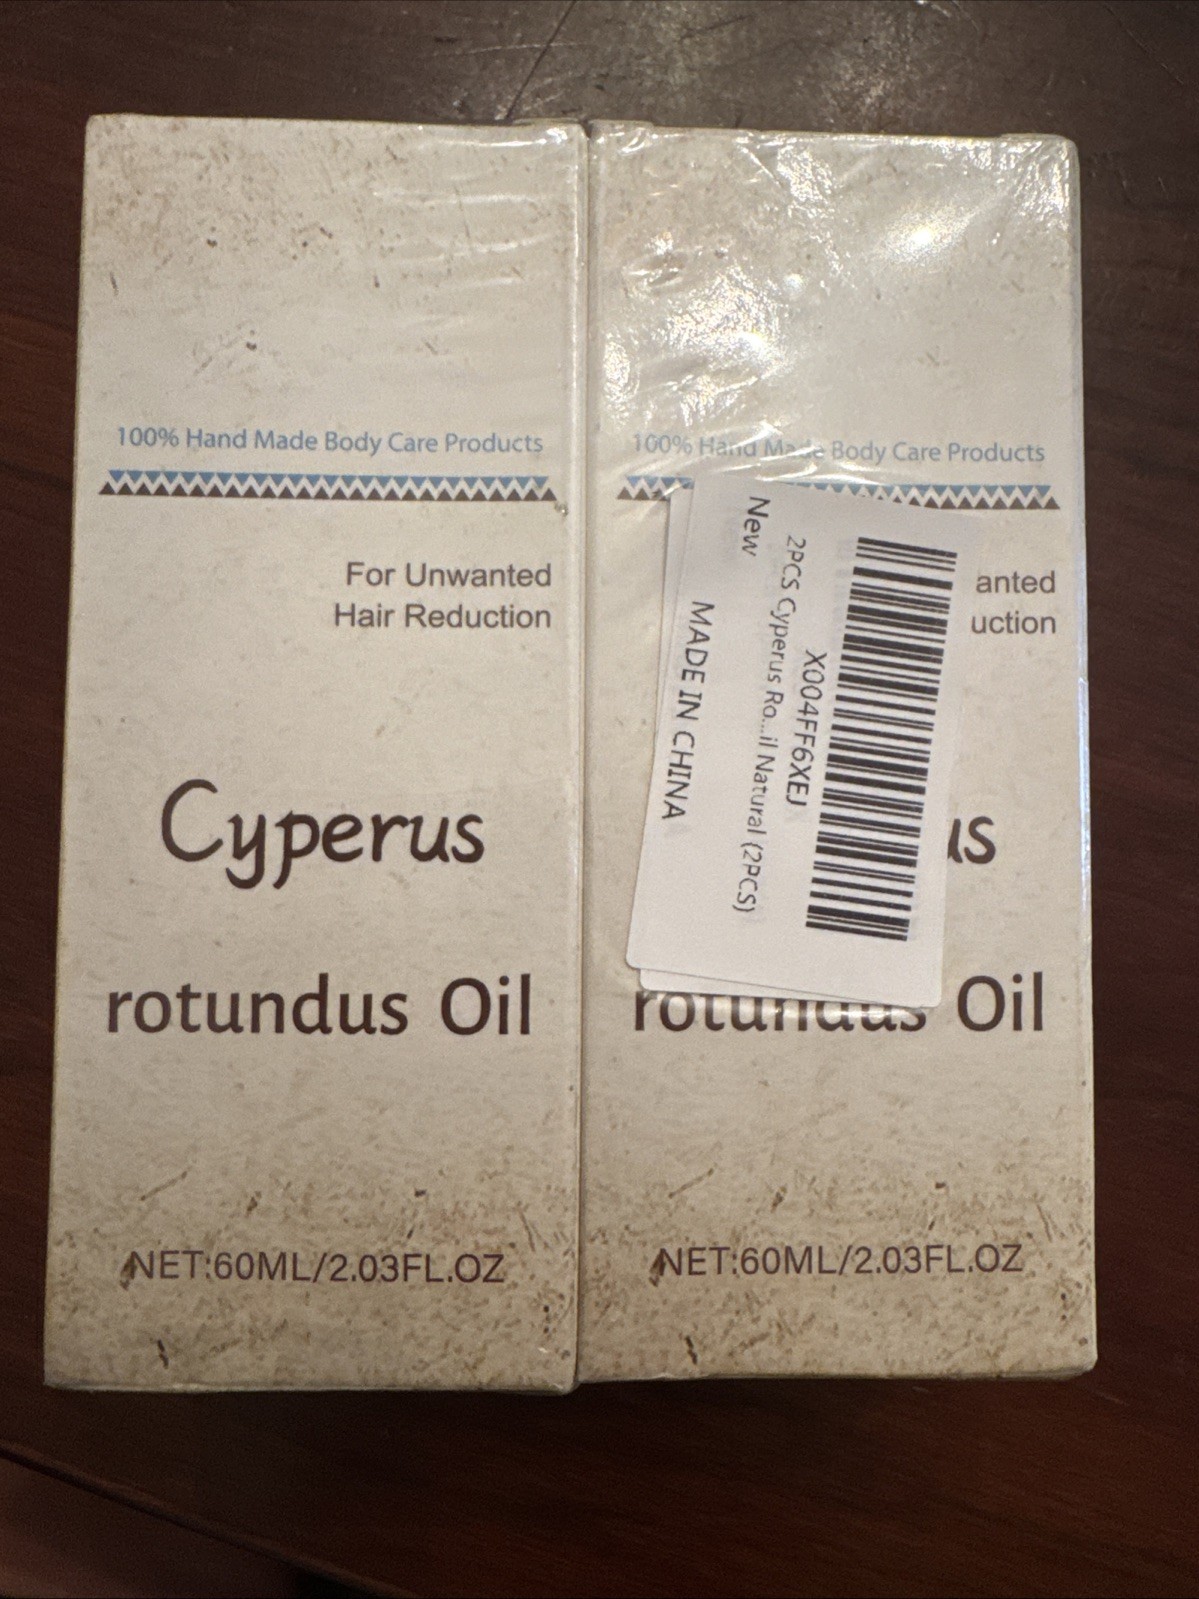 100% Hand Made Body Care Products
For Unwanted
Hair Reduction
Cyperus
rotundus Oil
NET:60ML/2.03FL.OZ
100% Hand Made Body Care Products
anted
uction
X004FF6XEJ
2PCS Cyperus Ro...il Natural (2PCS)
New
MADE IN CHINA
us
rotundus Oil
NET:60ML/2.03FL.OZ